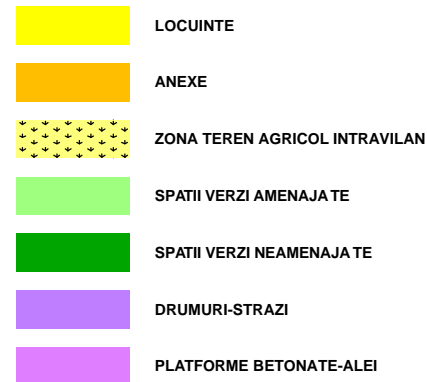 LOCUINTE
ANEXE
ZONA TEREN AGRICOL INTRAVILAN
SPATII VERZI AMENAJATE
SPATII VERZI NEAMENAJATE
DRUMURI-STRAZI
PLATFORME BETONATE-ALEI